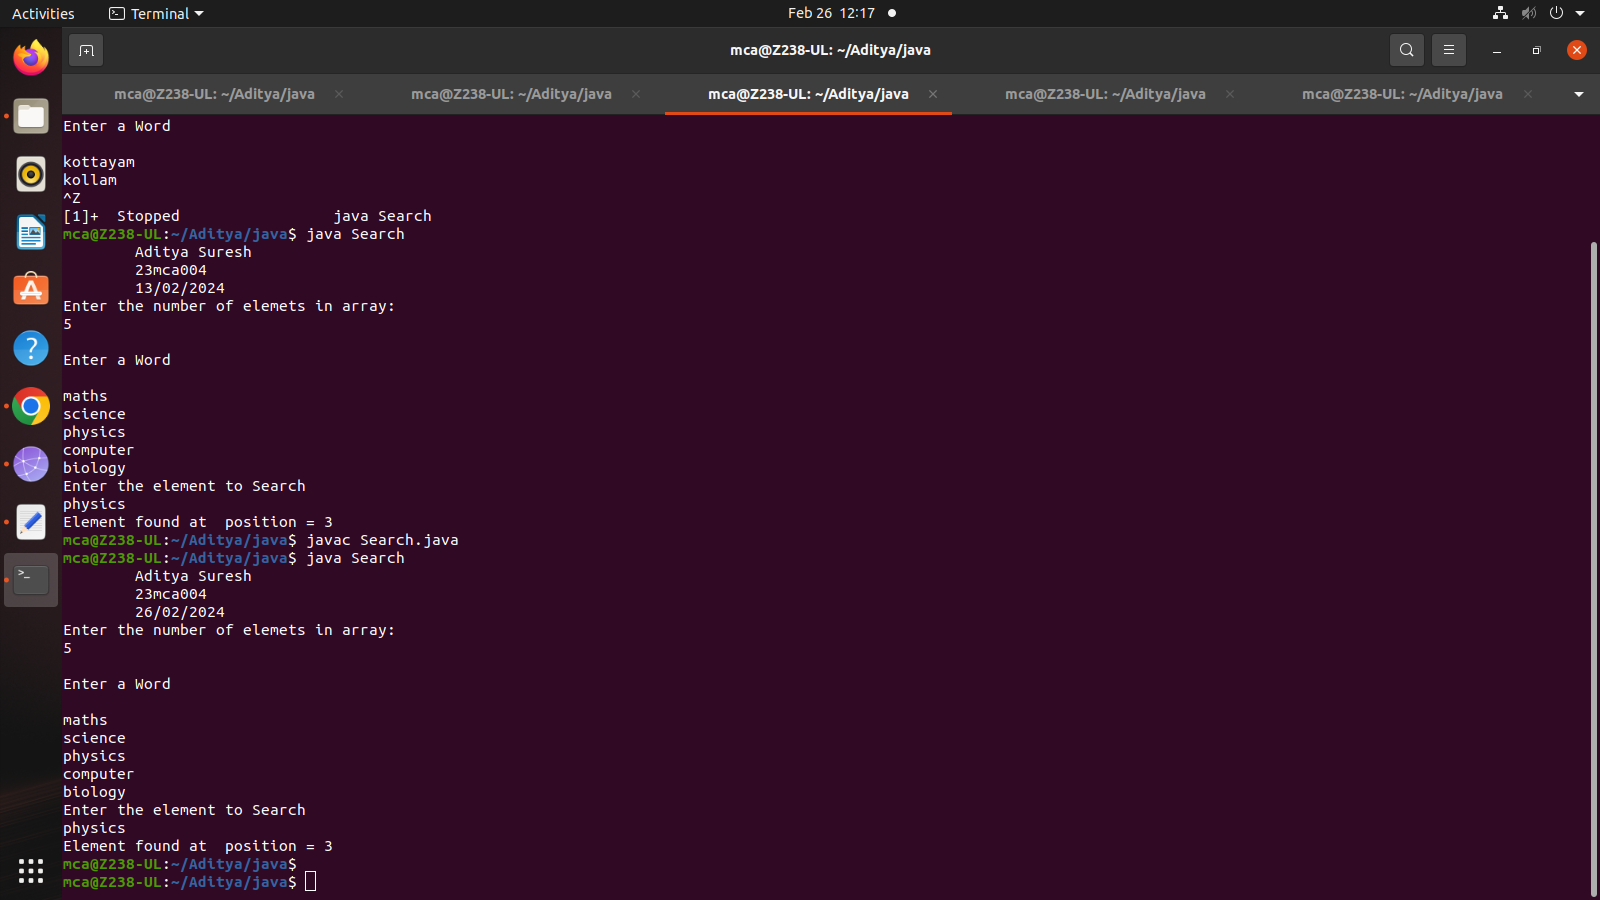 Activities Terminal Feb 26 12:17
mca@Z238-UL: ~/Aditya/java
mca@Z238-UL: ~/Aditya/java mca@Z238-UL: ~/Aditya/java mca@Z238-UL: ~/Aditya/java mca@Z238-UL: ~/Aditya/java mca@Z238-UL: ~/Aditya/java
Enter a Word
kottayam
kollam
^Z
[1]+  Stopped                 java Search
mca@Z238-UL:~/Aditya/java$ java Search
        Aditya Suresh
        23mca004
        13/02/2024
Enter the number of elemets in array:
5
Enter a Word
maths
science
physics
computer
biology
Enter the element to Search
physics
Element found at  position = 3
mca@Z238-UL:~/Aditya/java$ javac Search.java
mca@Z238-UL:~/Aditya/java$ java Search
        Aditya Suresh
        23mca004
        26/02/2024
Enter the number of elemets in array:
5
Enter a Word
maths
science
physics
computer
biology
Enter the element to Search
physics
Element found at  position = 3
mca@Z238-UL:~/Aditya/java$
mca@Z238-UL:~/Aditya/java$